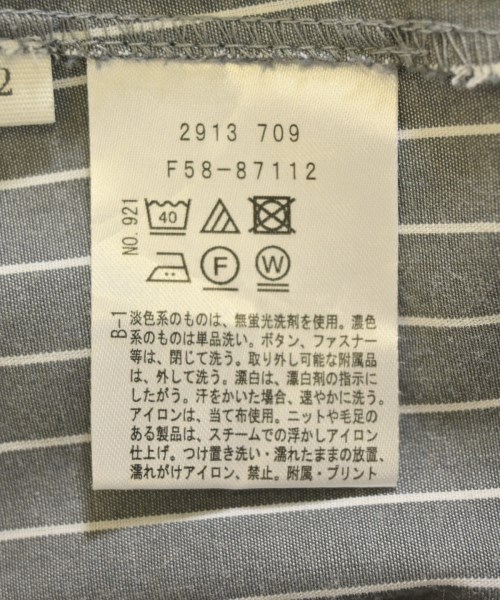 2
2913 709
F58-87112
NO. 921
40
F
W
B-1
淡色系のものは、無蛍光洗剤を使用。濃色
系のものは単品洗い。ボタン、ファスナー
等は、閉じて洗う。取り外し可能な附属品
は、外して洗う。漂白は、漂白剤の指示に
したがう。汗をかいた場合、速やかに洗う。
アイロンは、当て布使用。ニットや毛足の
ある製品は、スチームでの浮かしアイロン
仕上げ。つけ置き洗い・濡れたままの放置、
濡れがけアイロン、禁止。附属・プリント